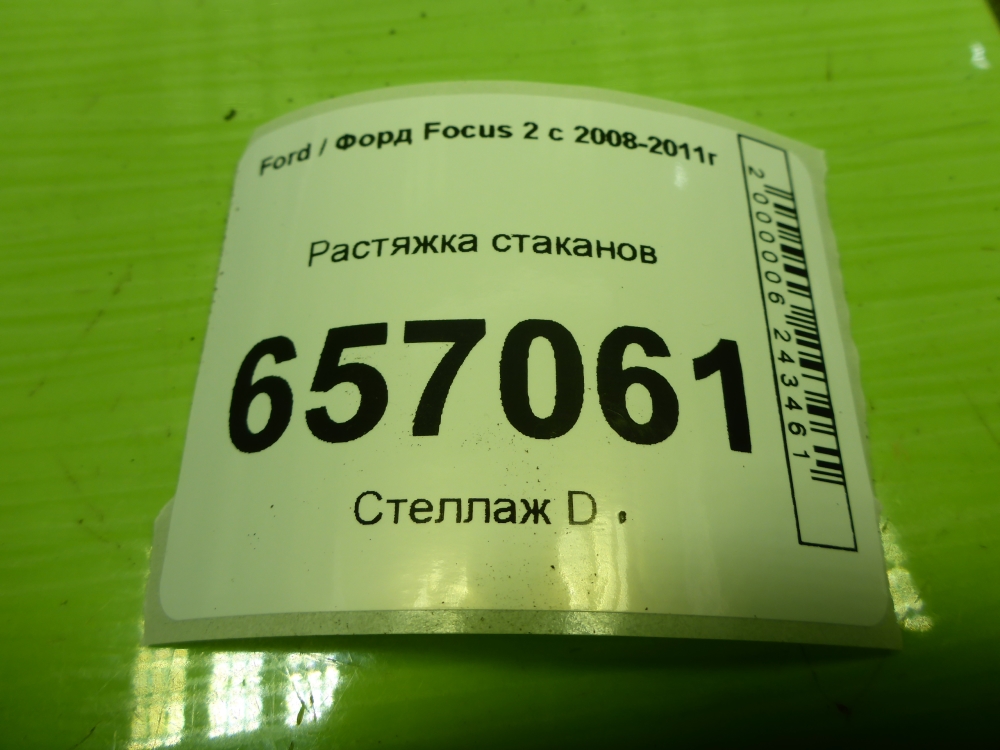 Ford / Форд Focus 2 с 2008-2011г
Растяжка стаканов
657061
Стеллаж D
2000006243461